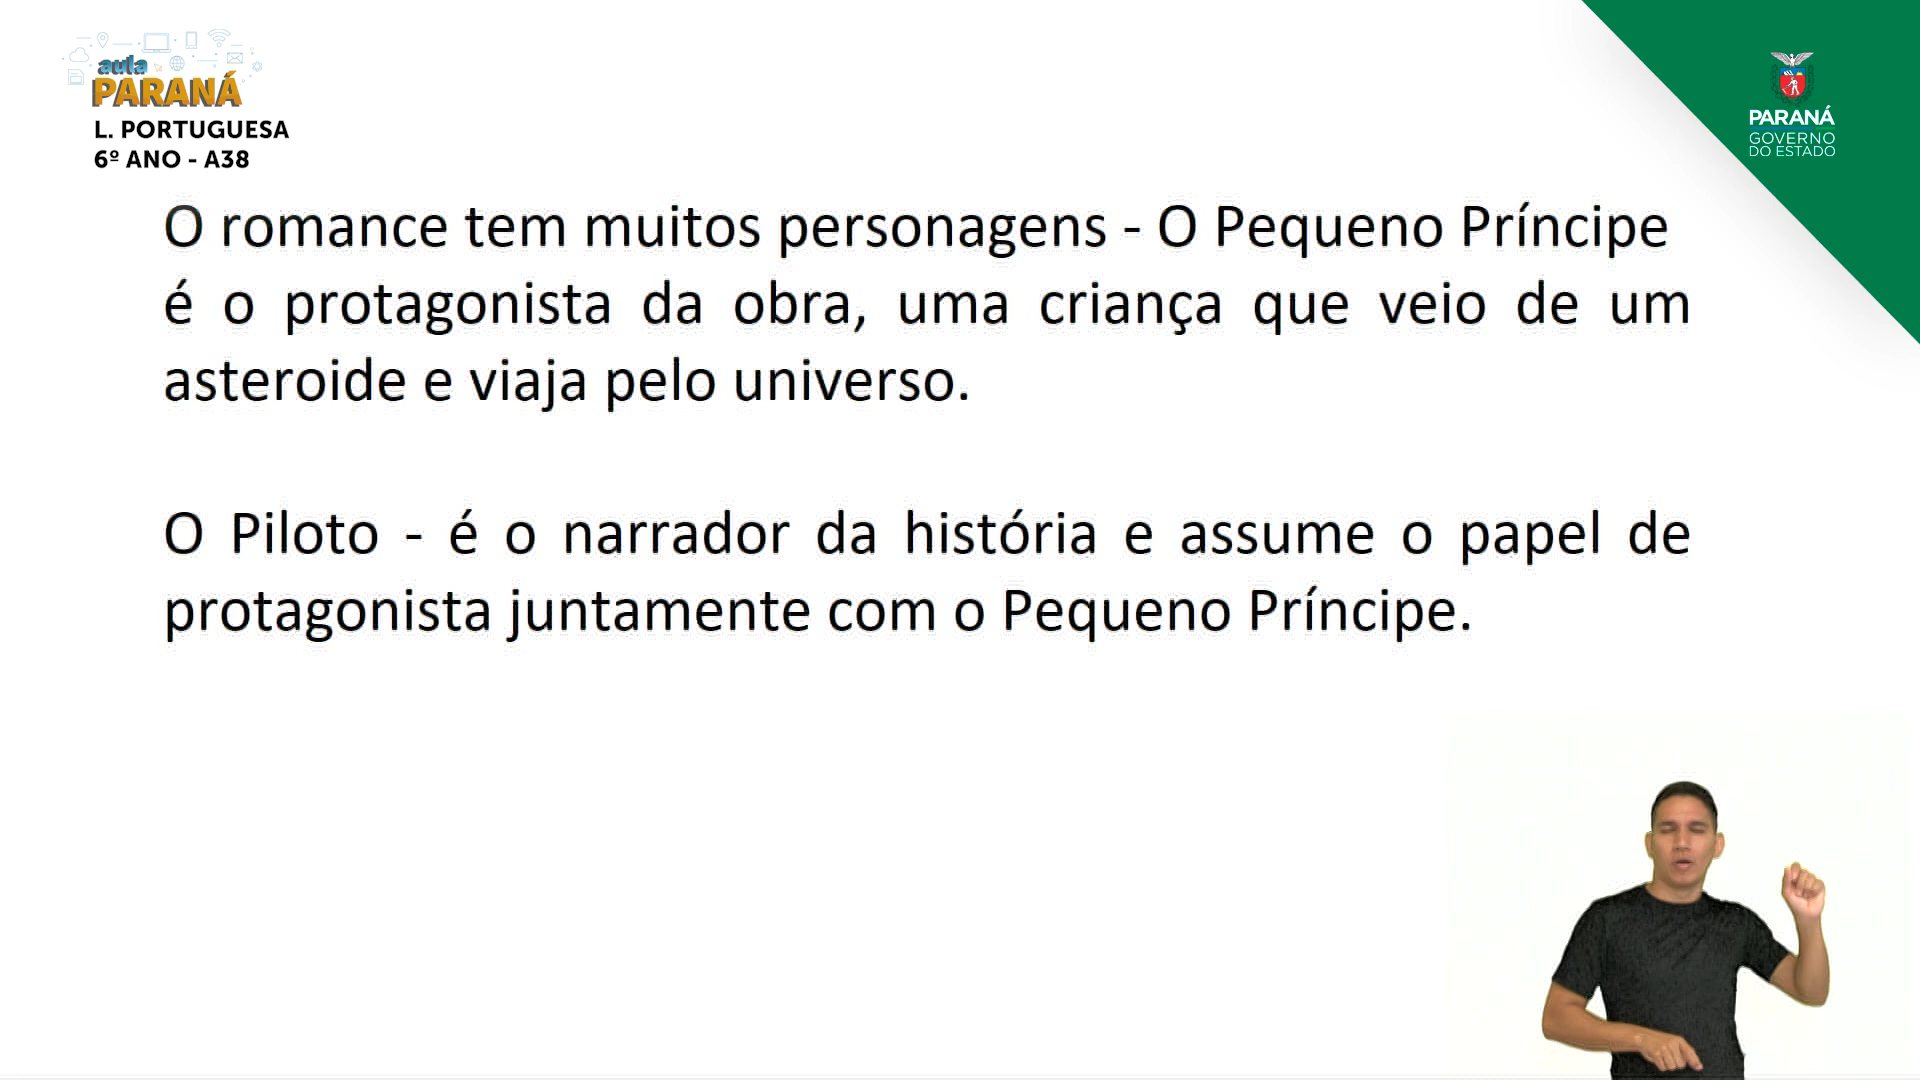 aula
PARANÁ
L. PORTUGUESA
6º ANO - A38
PARANÁ
GOVERNO
DO ESTADO
O romance tem muitos personagens - O Pequeno Príncipe
é o protagonista da obra, uma criança que veio de um
asteroide e viaja pelo universo.
O Piloto - é o narrador da história e assume o papel de
protagonista juntamente com o Pequeno Príncipe.